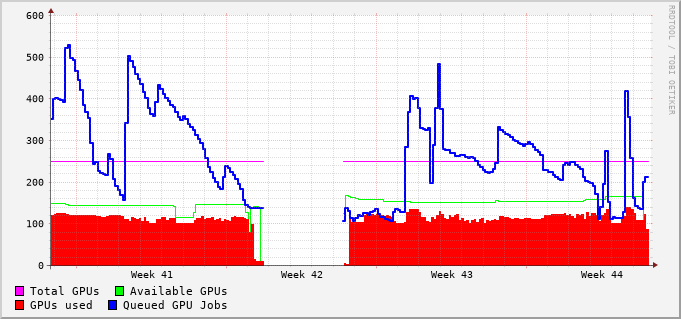 600
500
400
300
200
100
0
Week 41 Week 42 Week 43 Week 44
Total GPUs Available GPUs
GPUs used Queued GPU Jobs
RRDTOOL / TOBI OETIKER